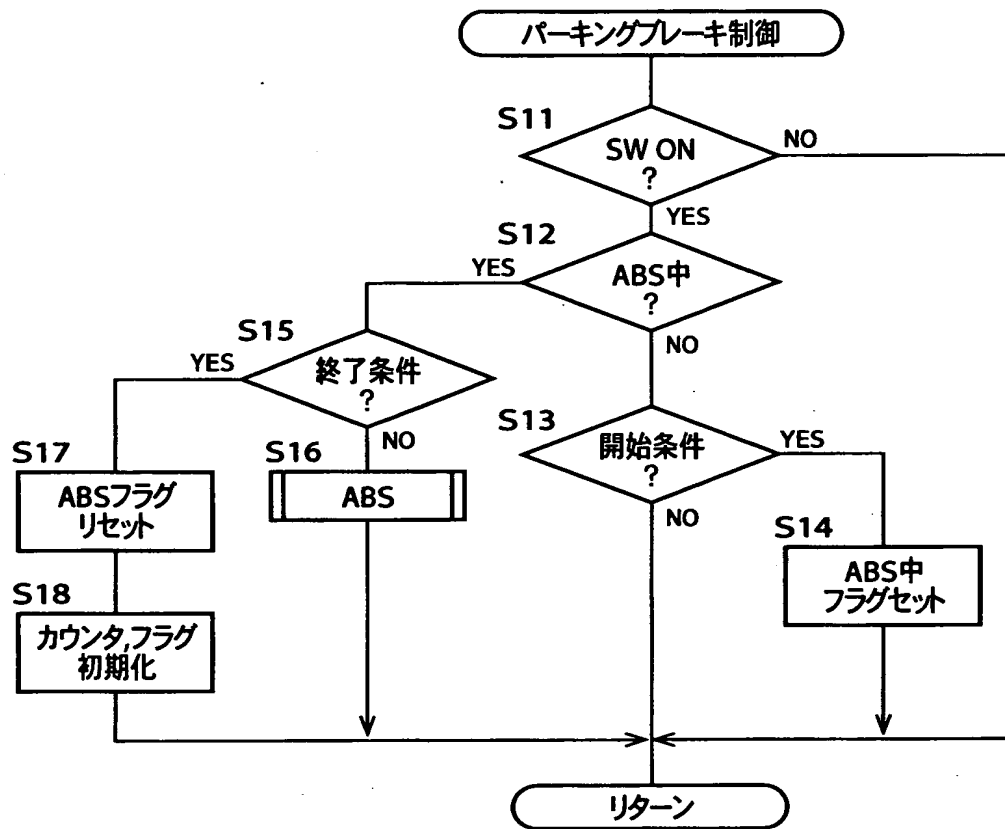 パーキングブレーキ制御
S11
SW ON
?
NO
YES
S12
YES
ABS中
?
NO
S15
YES
終了条件
?
NO
S13
開始条件
?
YES
NO
S17
ABSフラグ
リセット
S16
ABS
S14
ABS中
フラグセット
S18
カウンタ,フラグ
初期化
リターン